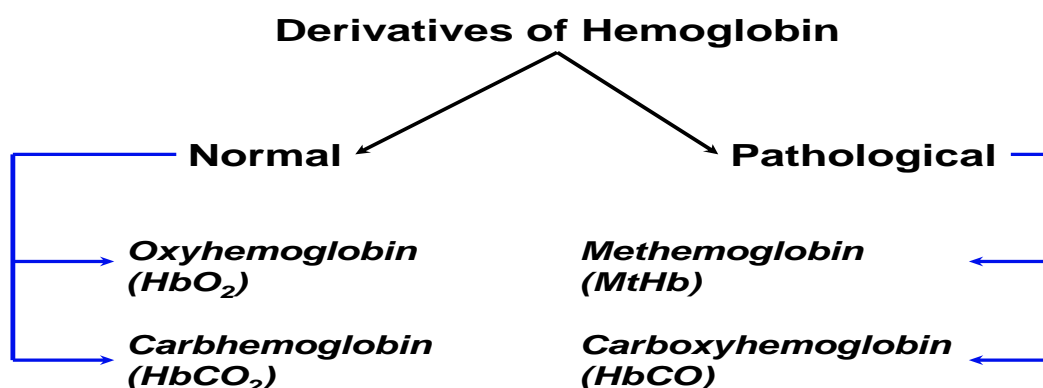 Derivatives of Hemoglobin
Normal
Pathological
Oxyhemoglobin
(HbO₂)
Methemoglobin
(MtHb)
Carbhemoglobin
(HbCO₂)
Carboxyhemoglobin
(HbCO)